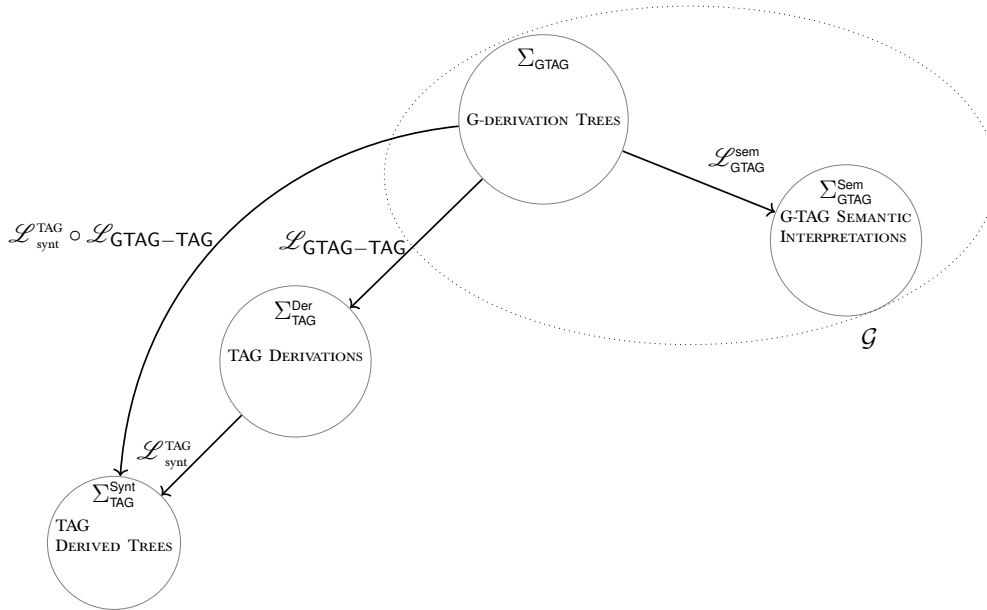 Σ_GTAG
G-derivation Trees
ℒ^sem_GTAG
Σ^Sem_GTAG
G-TAG Semantic
Interpretations
ℒ^TAG_synt ∘ ℒ_GTAG−TAG
ℒ_GTAG−TAG
Σ^Der_TAG
TAG Derivations
𝒢
ℒ^TAG_synt
Σ^Synt_TAG
TAG
Derived Trees